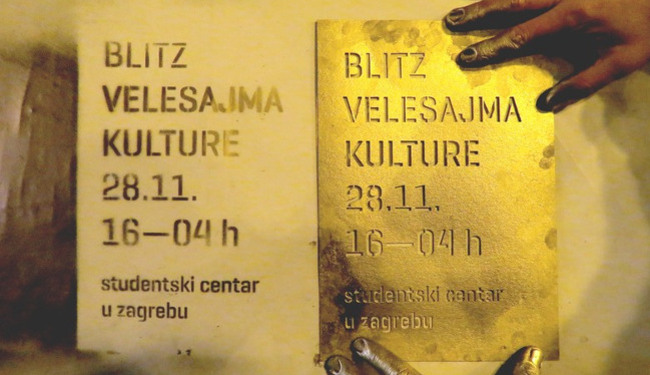 BLITZ
VELESAJMA
KULTURE
28.11.
16—04 h
studentski centar
u zagrebu
BLITZ
VELESAJMA
KULTURE
28.11.
16—04 h
studentski centar
u zagrebu